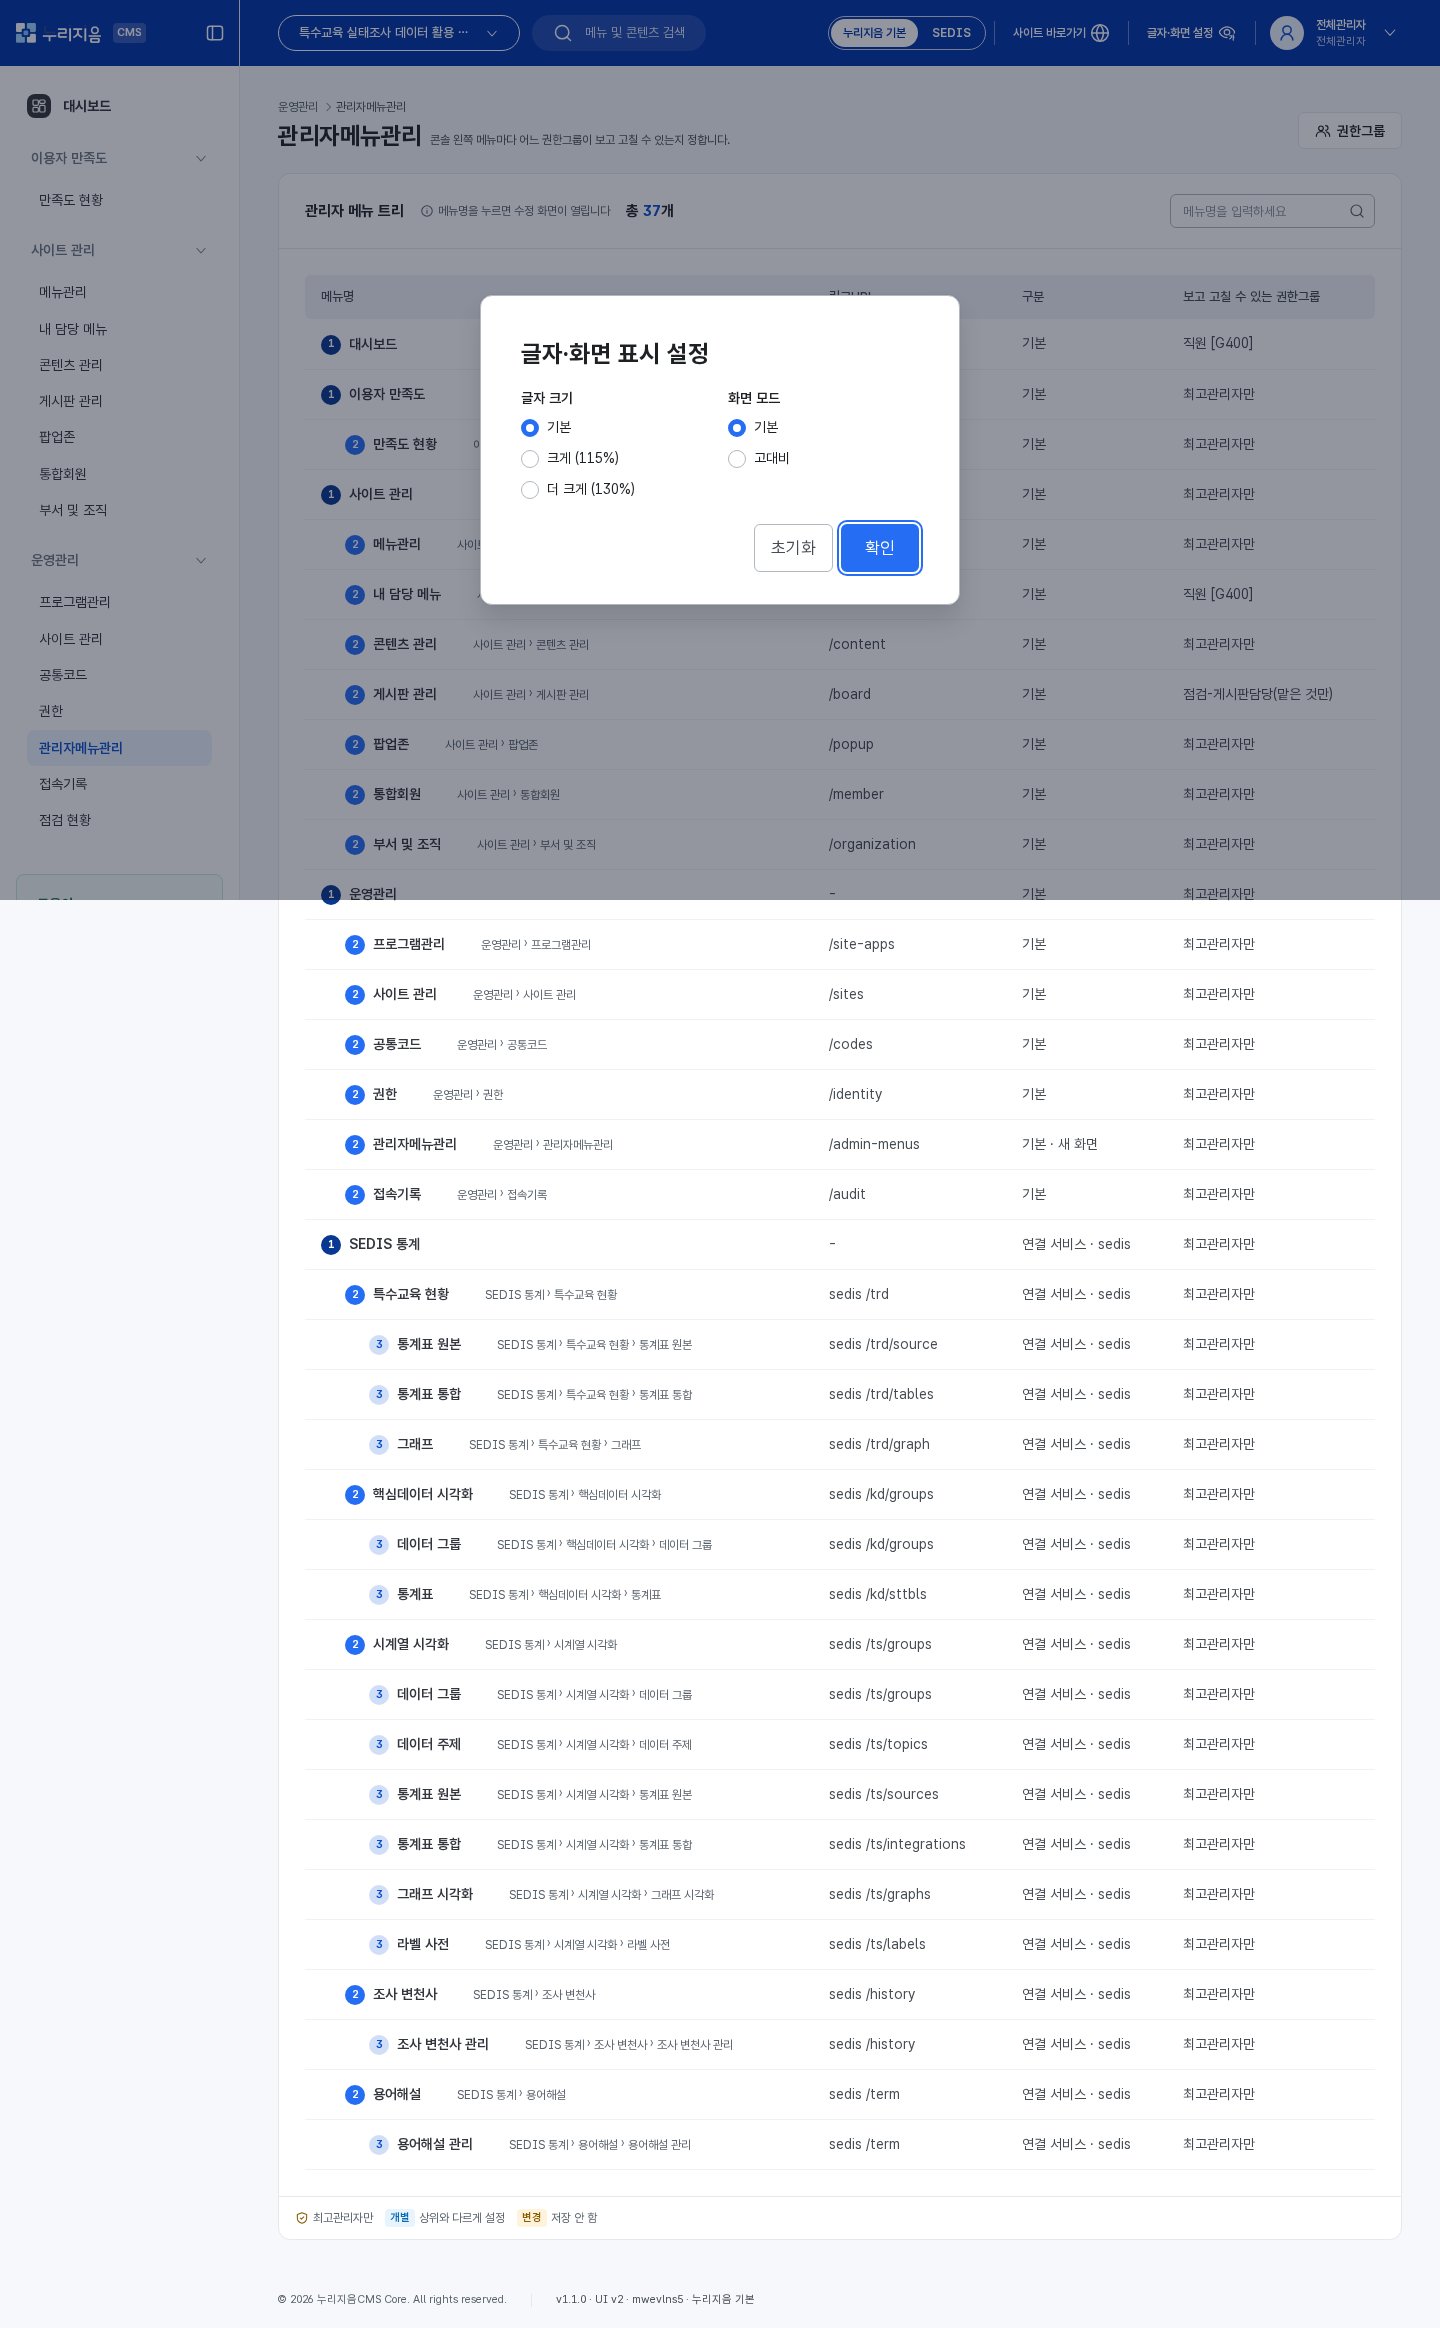 누리지음 CMS
특수교육 실태조사 데이터 활용 ···
메뉴 및 콘텐츠 검색
누리지음 기본 SEDIS
사이트 바로가기
글자·화면 설정
전체관리자
전체관리자
대시보드
이용자 만족도
만족도 현황
사이트 관리
메뉴관리
내 담당 메뉴
콘텐츠 관리
게시판 관리
팝업존
통합회원
부서 및 조직
운영관리
프로그램관리
사이트 관리
공통코드
권한
관리자메뉴관리
접속기록
점검 현황
운영관리 > 관리자메뉴관리
관리자메뉴관리 콘솔 왼쪽 메뉴마다 어느 권한그룹이 보고 고칠 수 있는지 정합니다.
권한그룹
관리자 메뉴 트리 메뉴명을 누르면 수정 화면이 열립니다 총 37개
메뉴명을 입력하세요
메뉴명 구분 보고 고칠 수 있는 권한그룹
1 대시보드 기본 직원 [G400]
1 이용자 만족도 기본 최고관리자만
2 만족도 현황 기본 최고관리자만
1 사이트 관리 기본 최고관리자만
2 메뉴관리 기본 최고관리자만
2 내 담당 메뉴 기본 직원 [G400]
2 콘텐츠 관리 사이트 관리 › 콘텐츠 관리 /content 기본 최고관리자만
2 게시판 관리 사이트 관리 › 게시판 관리 /board 기본 점검-게시판담당(맡은 것만)
2 팝업존 사이트 관리 › 팝업존 /popup 기본 최고관리자만
2 통합회원 사이트 관리 › 통합회원 /member 기본 최고관리자만
2 부서 및 조직 사이트 관리 › 부서 및 조직 /organization 기본 최고관리자만
1 운영관리 - 기본 최고관리자만
2 프로그램관리 운영관리 › 프로그램관리 /site-apps 기본 최고관리자만
2 사이트 관리 운영관리 › 사이트 관리 /sites 기본 최고관리자만
2 공통코드 운영관리 › 공통코드 /codes 기본 최고관리자만
2 권한 운영관리 › 권한 /identity 기본 최고관리자만
2 관리자메뉴관리 운영관리 › 관리자메뉴관리 /admin-menus 기본 · 새 화면 최고관리자만
2 접속기록 운영관리 › 접속기록 /audit 기본 최고관리자만
1 SEDIS 통계 - 연결 서비스 · sedis 최고관리자만
2 특수교육 현황 SEDIS 통계 › 특수교육 현황 sedis /trd 연결 서비스 · sedis 최고관리자만
3 통계표 원본 SEDIS 통계 › 특수교육 현황 › 통계표 원본 sedis /trd/source 연결 서비스 · sedis 최고관리자만
3 통계표 통합 SEDIS 통계 › 특수교육 현황 › 통계표 통합 sedis /trd/tables 연결 서비스 · sedis 최고관리자만
3 그래프 SEDIS 통계 › 특수교육 현황 › 그래프 sedis /trd/graph 연결 서비스 · sedis 최고관리자만
2 핵심데이터 시각화 SEDIS 통계 › 핵심데이터 시각화 sedis /kd/groups 연결 서비스 · sedis 최고관리자만
3 데이터 그룹 SEDIS 통계 › 핵심데이터 시각화 › 데이터 그룹 sedis /kd/groups 연결 서비스 · sedis 최고관리자만
3 통계표 SEDIS 통계 › 핵심데이터 시각화 › 통계표 sedis /kd/sttbls 연결 서비스 · sedis 최고관리자만
2 시계열 시각화 SEDIS 통계 › 시계열 시각화 sedis /ts/groups 연결 서비스 · sedis 최고관리자만
3 데이터 그룹 SEDIS 통계 › 시계열 시각화 › 데이터 그룹 sedis /ts/groups 연결 서비스 · sedis 최고관리자만
3 데이터 주제 SEDIS 통계 › 시계열 시각화 › 데이터 주제 sedis /ts/topics 연결 서비스 · sedis 최고관리자만
3 통계표 원본 SEDIS 통계 › 시계열 시각화 › 통계표 원본 sedis /ts/sources 연결 서비스 · sedis 최고관리자만
3 통계표 통합 SEDIS 통계 › 시계열 시각화 › 통계표 통합 sedis /ts/integrations 연결 서비스 · sedis 최고관리자만
3 그래프 시각화 SEDIS 통계 › 시계열 시각화 › 그래프 시각화 sedis /ts/graphs 연결 서비스 · sedis 최고관리자만
3 라벨 사전 SEDIS 통계 › 시계열 시각화 › 라벨 사전 sedis /ts/labels 연결 서비스 · sedis 최고관리자만
2 조사 변천사 SEDIS 통계 › 조사 변천사 sedis /history 연결 서비스 · sedis 최고관리자만
3 조사 변천사 관리 SEDIS 통계 › 조사 변천사 › 조사 변천사 관리 sedis /history 연결 서비스 · sedis 최고관리자만
2 용어해설 SEDIS 통계 › 용어해설 sedis /term 연결 서비스 · sedis 최고관리자만
3 용어해설 관리 SEDIS 통계 › 용어해설 › 용어해설 관리 sedis /term 연결 서비스 · sedis 최고관리자만
최고관리자만 개별 상위와 다르게 설정 변경 저장 안 함
© 2026 누리지음CMS Core. All rights reserved. v1.1.0 · UI v2 · mwevlns5 · 누리지음 기본
글자·화면 표시 설정
글자 크기
기본
크게 (115%)
더 크게 (130%)
화면 모드
기본
고대비
초기화 확인